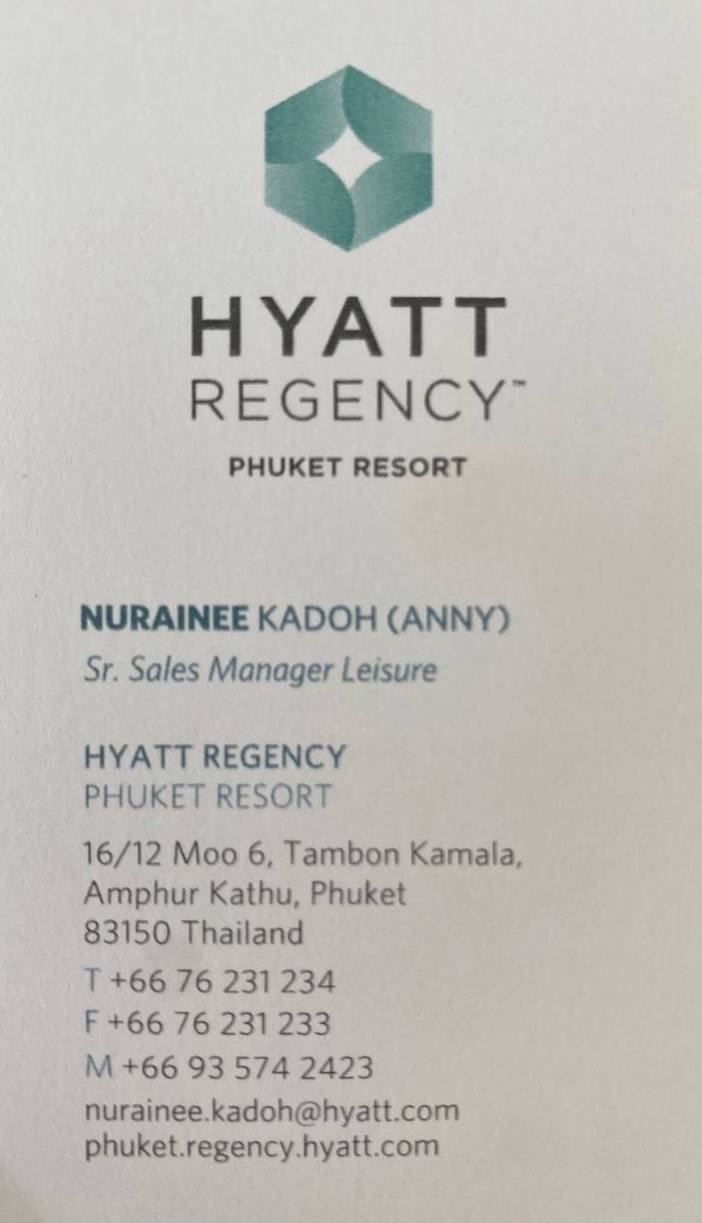 HYATT
REGENCY™
PHUKET RESORT
NURAINEE KADOH (ANNY)
Sr. Sales Manager Leisure
HYATT REGENCY
PHUKET RESORT
16/12 Moo 6, Tambon Kamala,
Amphur Kathu, Phuket
83150 Thailand
T +66 76 231 234
F +66 76 231 233
M +66 93 574 2423
nurainee.kadoh@hyatt.com
phuket.regency.hyatt.com